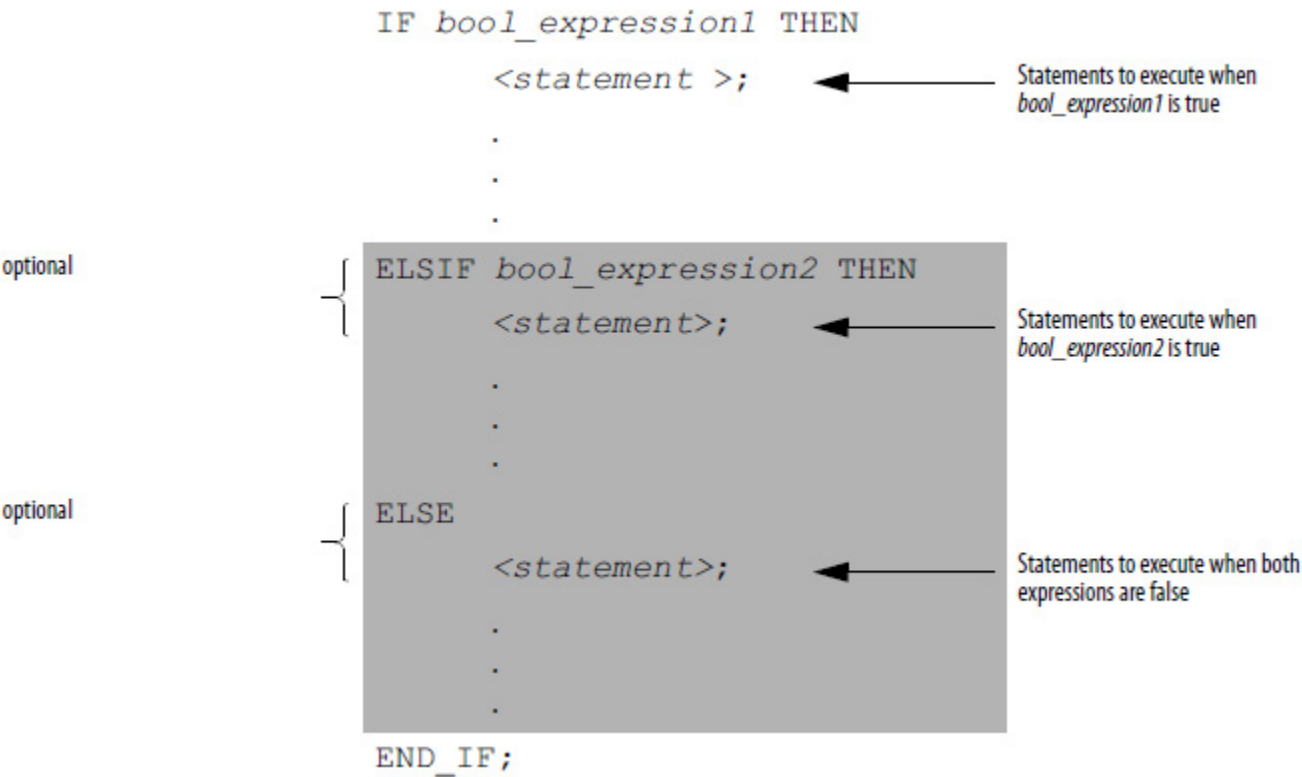 IF bool_expression1 THEN
<statement >;
Statements to execute when
bool_expression1 is true
.
.
.
optional
ELSIF bool_expression2 THEN
<statement>;
Statements to execute when
bool_expression2 is true
.
.
.
optional
ELSE
<statement>;
Statements to execute when both
expressions are false
.
.
.
END_IF;